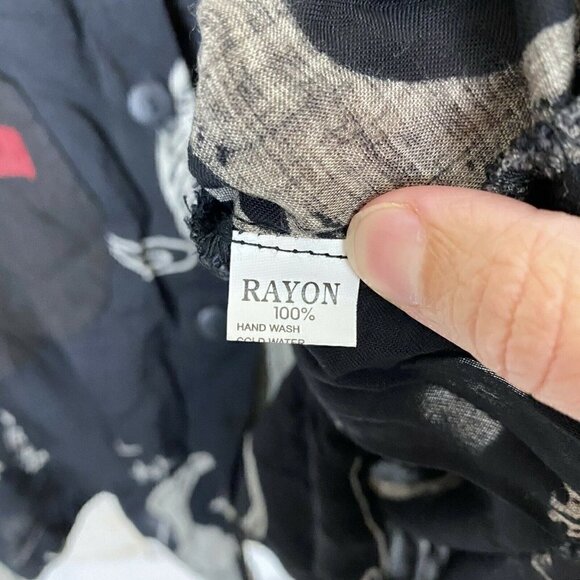 RAYON
100%
HAND WASH
COLD WATER